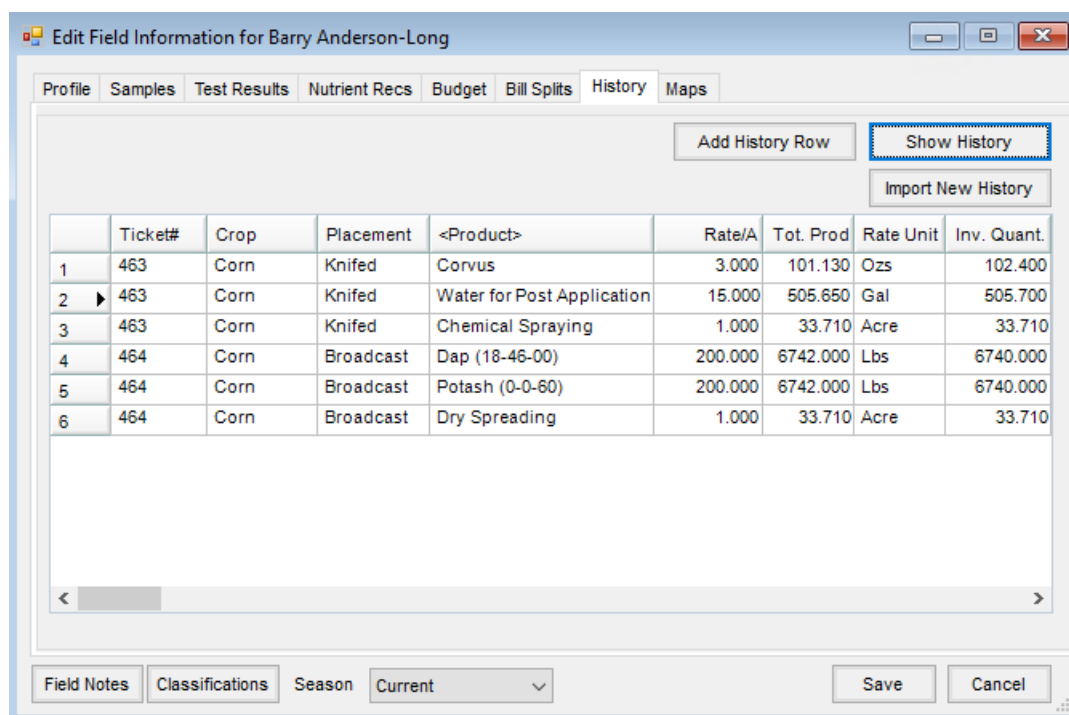 Edit Field Information for Barry Anderson-Long
Profile Samples Test Results Nutrient Recs Budget Bill Splits History Maps
Add History Row Show History
Import New History
Ticket# Crop Placement <Product> Rate/A Tot. Prod Rate Unit Inv. Quant.
1 463 Corn Knifed Corvus 3.000 101.130 Ozs 102.400
2 463 Corn Knifed Water for Post Application 15.000 505.650 Gal 505.700
3 463 Corn Knifed Chemical Spraying 1.000 33.710 Acre 33.710
4 464 Corn Broadcast Dap (18-46-00) 200.000 6742.000 Lbs 6740.000
5 464 Corn Broadcast Potash (0-0-60) 200.000 6742.000 Lbs 6740.000
6 464 Corn Broadcast Dry Spreading 1.000 33.710 Acre 33.710
Field Notes Classifications Season Current Save Cancel